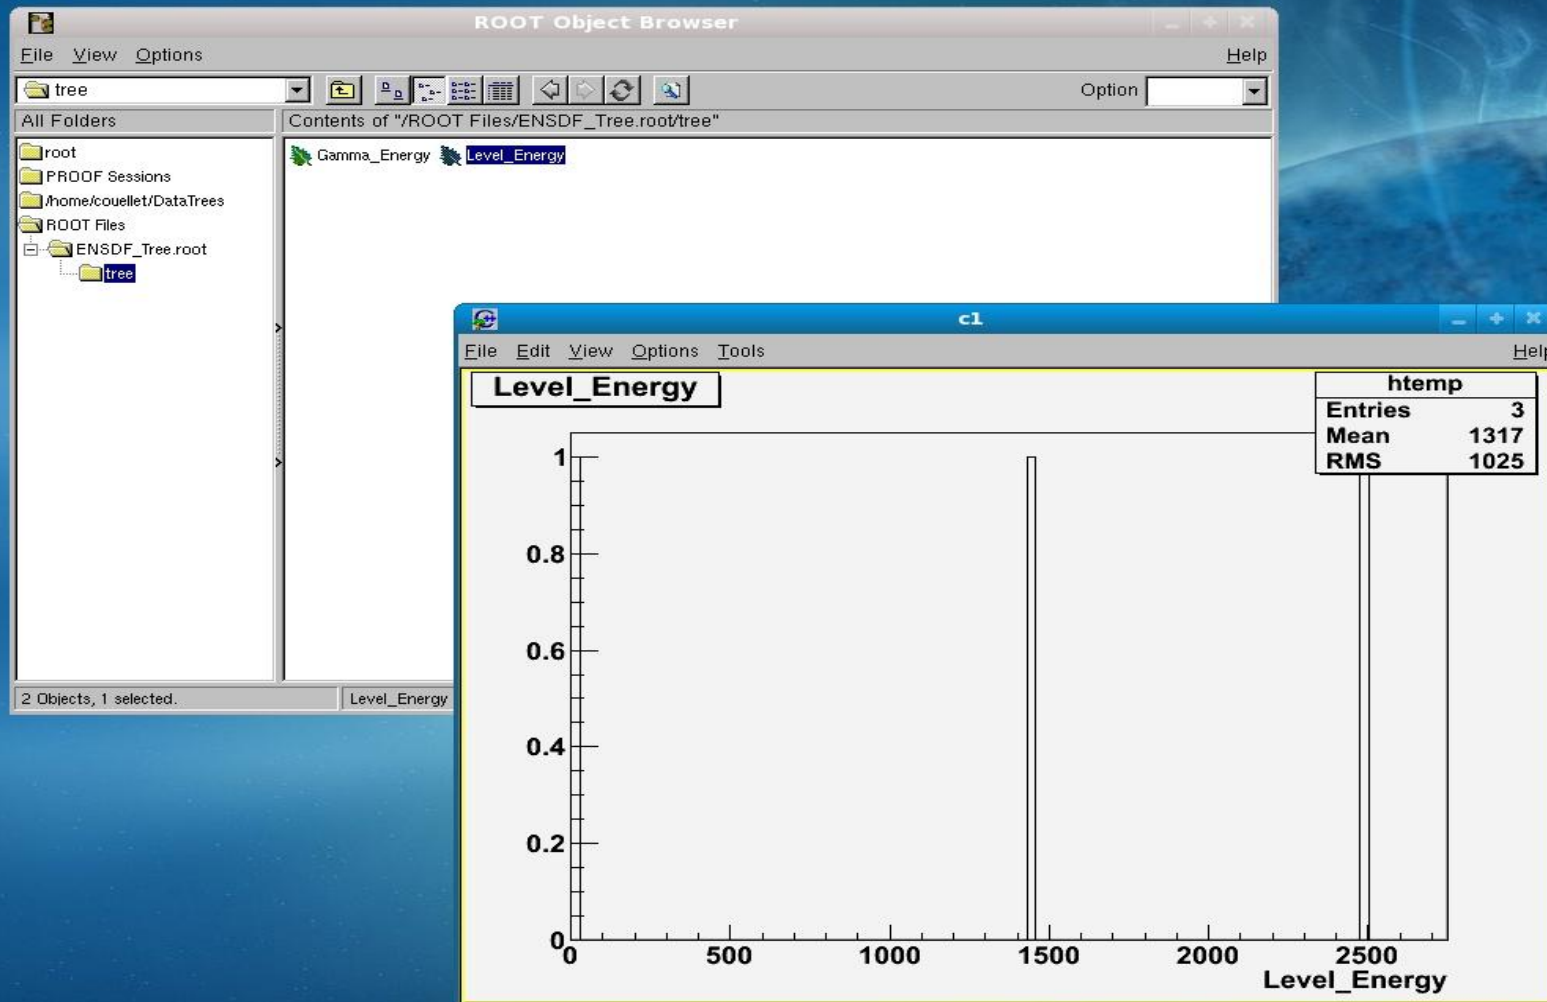 ROOT Object Browser
File View Options Help
tree Option
All Folders Contents of "/ROOT Files/ENSDF_Tree.root/tree"
root
PROOF Sessions
/home/couellet/DataTrees
ROOT Files
ENSDF_Tree.root
tree
Gamma_Energy Level_Energy
2 Objects, 1 selected. Level_Energy
c1
File Edit View Options Tools Help
Level_Energy
htemp
Entries 3
Mean 1317
RMS 1025
1
0.8
0.6
0.4
0.2
0
0 500 1000 1500 2000 2500
Level_Energy